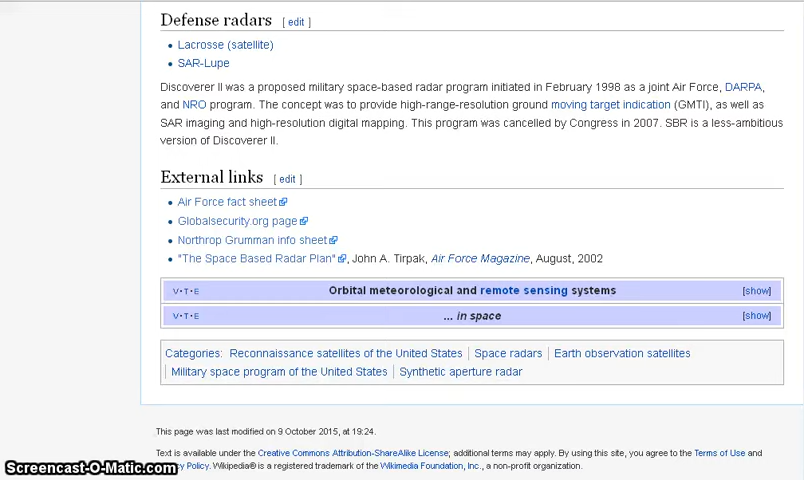 Defense radars [ edit ]
• Lacrosse (satellite)
• SAR-Lupe
Discoverer II was a proposed military space-based radar program initiated in February 1998 as a joint Air Force, DARPA,
and NRO program. The concept was to provide high-range-resolution ground moving target indication (GMTI), as well as
SAR imaging and high-resolution digital mapping. This program was cancelled by Congress in 2007. SBR is a less-ambitious
version of Discoverer II.
External links [ edit ]
• Air Force fact sheet
• Globalsecurity.org page
• Northrop Grumman info sheet
• "The Space Based Radar Plan", John A. Tirpak, Air Force Magazine, August, 2002
V·T·E Orbital meteorological and remote sensing systems [show]
V·T·E ... in space [show]
Categories: Reconnaissance satellites of the United States | Space radars | Earth observation satellites
| Military space program of the United States | Synthetic aperture radar
This page was last modified on 9 October 2015, at 19:24.
Text is available under the Creative Commons Attribution-ShareAlike License; additional terms may apply. By using this site, you agree to the Terms of Use and
Policy. Wikipedia® is a registered trademark of the Wikimedia Foundation, Inc., a non-profit organization.
Screencast-O-Matic.com